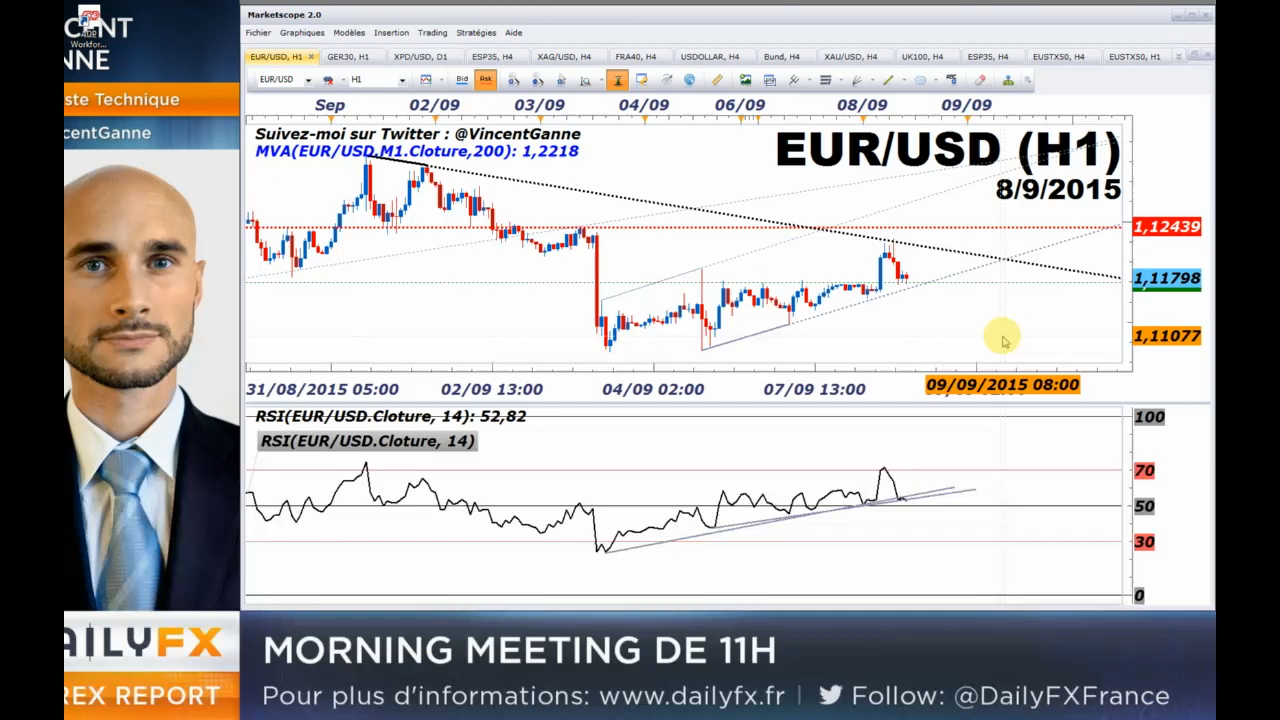 CENT
ADP
Workfor...
NNE
ste Technique
centGanne
Marketscope 2.0
Fichier Graphiques Modèles Insertion Trading Stratégies Aide
EUR/USD, H1 GER30, H1 XPD/USD, D1 ESP35, H4 XAG/USD, H4 FRA40, H4 USDOLLAR, H4 Bund, H4 XAU/USD, H4 UK100, H4 ESP35, H4 EUSTX50, H4 EUSTX50, H1
EUR/USD H1 Bid Ask
Sep 02/09 03/09 04/09 06/09 08/09 09/09
Suivez-moi sur Twitter : @VincentGanne
MVA(EUR/USD.M1.Cloture,200): 1,2218
EUR/USD (H1)
8/9/2015
1,12439
1,11798
1,11077
31/08/2015 05:00 02/09 13:00 04/09 02:00 07/09 13:00 09/09/2015 08:00
RSI(EUR/USD.Cloture, 14): 52,82
RSI(EUR/USD.Cloture, 14)
100
70
50
30
0
AILYFX
REX REPORT
MORNING MEETING DE 11H
Pour plus d'informations: www.dailyfx.fr | Follow: @DailyFXFrance